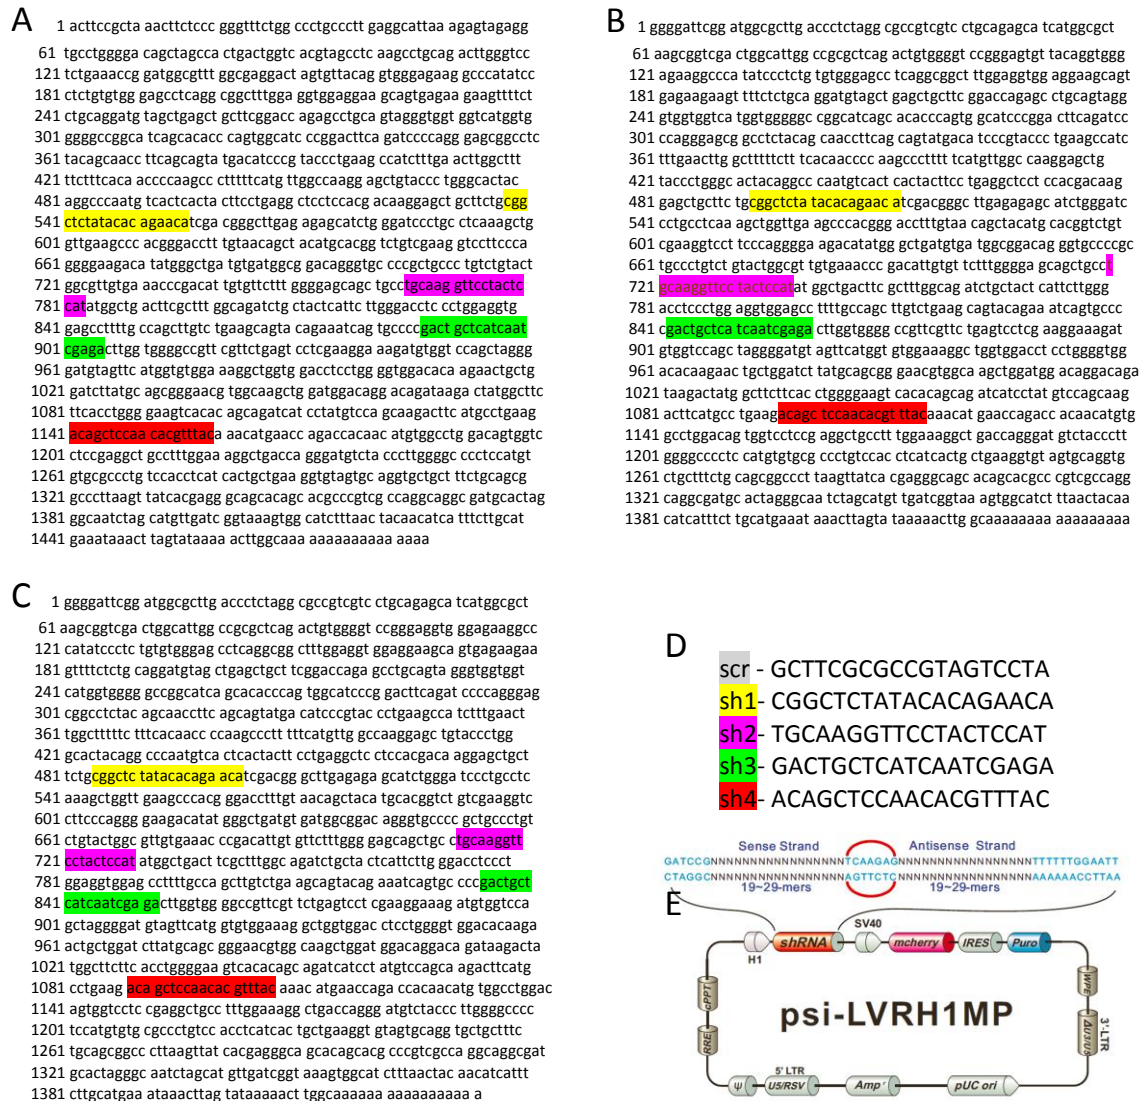 A
1 acttccgcta aacttctccc gggtttctgg ccctgccctt gaggcattaa agagtagagg
61 tgcctgggga cagctagcca ctgactggtc acgtagcctc aagcctgcag acttgggtcc
121 tctgaaaccg gatggcgttt ggcgaggact agtgttacag gtgggagaag gcccatatcc
181 ctctgtgtgg gagcctcagg cggctttgga ggtggaggaa gcagtgagaa gaagttttct
241 ctgcaggatg tagctgagct gcttcggacc agagcctgca gtagggtggt ggtcatggtg
301 ggggccggca tcagcacacc cagtggcatc ccggacttca gatccccagg gagcggcctc
361 tacagcaacc ttcagcagta tgacatcccg taccctgaag ccatctttga acttggcttt
421 ttctttcaca accccaagcc cttttttcat ttggccaagg agctgtaccc tgggcactac
481 aggcccaatg tcactcacta cttcctgagg ctcctccacg acaaggagct gcttctgcgg
541 ctctatacac agaacatcga cgggcttgag agagcatctg ggatccctgc ctcaaagctg
601 gttgaagccc acgggacctt tgtaacagct acatgcacgg tctgtcgaag gtccttccca
661 ggggaagaca tatgggctga tgtgatggcg gacagggtgc cccgctgccc tgtctgtact
721 ggcgttgtga aacccgacat tgtgttcttt ggggagcagc tgcctgcaag gttcctactc
781 catatggctg acttcgcttt ggcagatctg ctactcattc ttgggacctc cctggaggtg
841 gagccttttg ccagcttgtc tgaagcagta cagaaatcag tgccccgact gctcatcaat
901 cgagacttgg tggggccgtt cgttctgagt cctcgaagga aagatgtggt ccagctaggg
961 gatgtagttc atggtgtgga aaggctggtg gacctcctgg ggtggacaca agaactgctg
1021 gatcttatgc agcgggaacg tggcaagctg gatggacagg acagataaga ctatggcttc
1081 ttcacctggg gaagtcacac agcagatcat cctatgtcca gcaagacttc atgcctgaag
1141 acagctccaa cacgtttaca aacatgaacc agaccacaac atgtggcctg gacagtggtc
1201 ctccgaggct gcctttggaa aggctgacca gggatgtcta cccttggggc ccctccatgt
1261 gtgcgccctg tccacctcat cactgctgaa ggtgtagtgc aggtgctgct ttctgcagcg
1321 gcccttaagt tatcacgagg gcagcacagc acgcccgtcg ccaggcaggc gatgcactag
1381 ggcaatctag catgttgatc ggtaaagtgg catctttaac tacaacatca tttcttgcat
1441 gaaataaact tagtataaaa acttggcaaa aaaaaaaaaa aaaa
B
1 ggggattcgg atggcgcttg accctctagg cgccgtcgtc ctgcagagca tcatggcgct
61 aagcggtcga ctggcattgg ccgcgctcag actgtggggt ccgggagtgt tacaggtggg
121 agaaggccca tatccctctg tgtgggagcc tcaggcggct ttggaggtgg aggaagcagt
181 gagaagaagt tttctctgca ggatgtagct gagctgcttc ggaccagagc ctgcagtagg
241 gtggtggtca tggtgggggc cggcatcagc acacccagtg gcatcccgga cttcagatcc
301 ccagggagcg gcctctacag caaccttcag cagtatgaca tcccgtaccc tgaagccatc
361 tttgaacttg gctttttctt tcacaacccc aagccctttt tcatgttggc caaggagctg
421 taccctgggc actacaggcc caatgtcact cactacttcc tgaggctcct ccacgacaag
481 gagctgcttc tgcggctcta tacacagaac atcgacgggc ttgagagagc atctgggatc
541 cctgcctcaa agctggttga agcccacggg acctttgtaa cagctacatg cacggtctgt
601 cgaaggtcct tcccagggga agacatatgg gctgatgtga tggcggacag ggtgccccgc
661 tgccctgtct gtactggcgt tgtgaaaccc gacattgtgt tctttgggga gcagctgcct
721 gcaaggttcc tactccatat ggctgacttc gctttggcag atctgctact cattcttggg
781 acctccctgg aggtggagcc ttttgccagc ttgtctgaag cagtacagaa atcagtgccc
841 cgactgctca tcaatcgaga cttggtgggg ccgttcgttc tgagtcctcg aaggaaagat
901 gtggtccagc taggggatgt agttcatggt gtggaaaggc tggtggacct cctggggtgg
961 acacaagaac tgctggatct tatgcagcgg gaacgtggca agctggatgg acaggacaga
1021 taagactatg gcttcttcac ctggggaagt cacacagcag atcatcctat gtccagcaag
1081 acttcatgcc tgaagacagc tccaacacgt ttacaaacat gaaccagacc acaacatgtg
1141 gcctggacag tggtcctccg aggctgcctt tggaaaggct gaccagggat gtctaccctt
1201 ggggcccctc catgtgtgcg ccctgtccac ctcatcactg ctgaaggtgt agtgcaggtg
1261 ctgctttctg cagcggccct taagttatca cgagggcagc acagcacgcc cgtcgccagg
1321 caggcgatgc actagggcaa tctagcatgt tgatcggtaa agtggcatct ttaactacaa
1381 catcatttct tgcatgaaat aaacttagta taaaaacttg gcaaaaaaaa aaaaaaaaa
C
1 ggggattcgg atggcgcttg accctctagg cgccgtcgtc ctgcagagca tcatggcgct
61 aagcggtcga ctggcattgg ccgcgctcag actgtggggt ccgggaggtg ggagaaggcc
121 catatccctc tgtgtgggag cctcaggcgg ctttggaggt ggaggaagca gtgagaagaa
181 gttttctctg caggatgtag ctgagctgct tcggaccaga gcctgcagta gggtggtggt
241 catggtgggg gccggcatca gcacacccag tggcatcccg gacttcagat ccccagggag
301 cggcctctac agcaaccttc agcagtatga catcccgtac cctgaagcca tctttgaact
361 tggctttttc tttcacaacc ccaagccctt tttcatgttg gccaaggagc tgtaccctgg
421 gcactacagg cccaatgtca ctcactactt cctgaggctc ctccacgaca aggagctgct
481 tctgcggctc tatacacaga acatcgacgg gcttgagaga gcatctggga tccctgcctc
541 aaagctggtt gaagcccacg ggacctttgt aacagctaca tgcacggtct gtcgaaggtc
601 cttcccaggg gaagacatat gggctgatgt gatggcggac agggtgcccc gctgccctgt
661 ctgtactggc gttgtgaaac ccgacattgt gttctttggg gagcagctgc ctgcaaggtt
721 cctactccat atggctgact tcgctttggc agatctgcta ctcattcttg ggacctccct
781 ggaggtggag ccttttgcca gcttgtctga agcagtacag aaatcagtgc cccgactgct
841 catcaatcga gacttggtgg ggccgttcgt tctgagtcct cgaaggaaag atgtggtcca
901 gctaggggat gtagttcatg gtgtggaaag gctggtggac ctcctggggt ggacacaaga
961 actgctggat cttatgcagc gggaacgtgg caagctggat ggacaggaca gataagacta
1021 tggcttcttc acctggggaa gtcacacagc agatcatcct atgtccagca agacttcatg
1081 cctgaag aca gctccaacac gtttac aaac atgaaccaga ccacaacatg tggcctggac
1141 agtggtcctc cgaggctgcc tttggaaagg ctgaccaggg atgtctaccc ttggggcccc
1201 tccatgtgtg cgccctgtcc acctcatcac tgctgaaggt gtagtgcagg tgctgctttc
1261 tgcagcggcc cttaagttat cacgagggca gcacagcacg cccgtcgcca ggcaggcgat
1321 gcactagggc aatctagcat gttgatcggt aaagtggcat ctttaactac aacatcattt
1381 cttgcatgaa ataaacttag tataaaaact tggcaaaaaa aaaaaaaaaa a
D
scr - GCTTCGCGCCGTAGTCCTA
sh1- CGGCTCTATACACAGAACA
sh2- TGCAAGGTTCCTACTCCAT
sh3- GACTGCTCATCAATCGAGA
sh4- ACAGCTCCAACACGTTTAC
Sense Strand Antisense Strand
GATCCGNNNNNNNNNNNNNNNNNNNTCAAGAGNNNNNNNNNNNNNNNNNNNTTTTTTGGAATT
CTAGGCNNNNNNNNNNNNNNNNNNNAGTTCTCNNNNNNNNNNNNNNNNNNNAAAAAACCTTAA
19~29-mers 19~29-mers
E
H1 shRNA SV40 mcherry IRES Puro
cPPT
WPE
psi-LVRH1MP
RRE
ΔU3/U5
3'LTR
Ψ
5' LTR
U5/RSV
Amp r
pUC ori